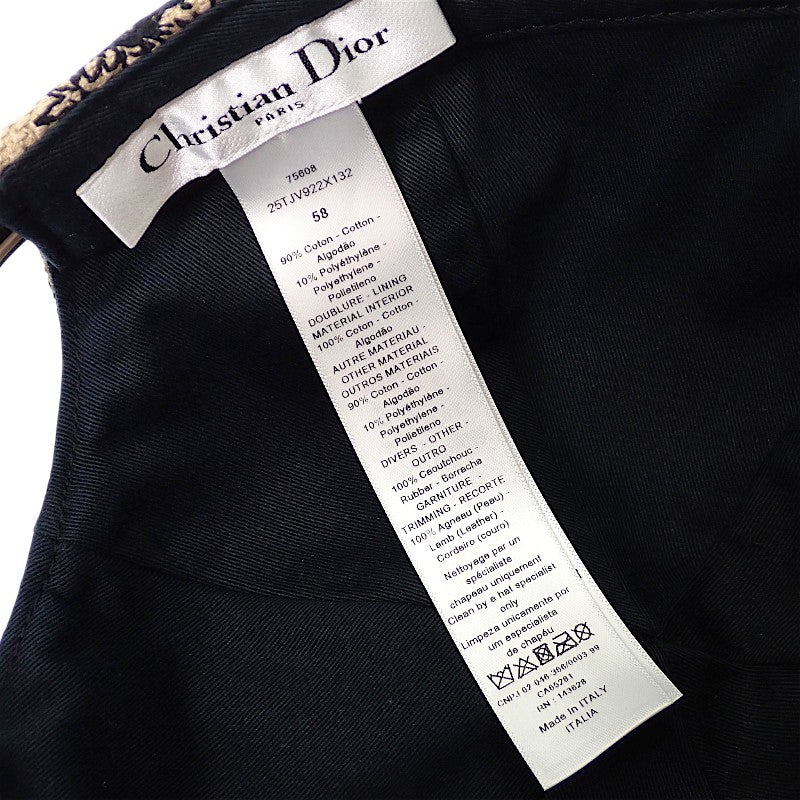 Christian Dior
PARIS
75608
25TJV922X132
58
90% Coton - Cotton -
Algodão
10% Polyéthylène -
Polyethylene -
Polietileno
DOUBLURE - LINING
MATERIAL INTERIOR
100% Coton - Cotton -
Algodão
AUTRE MATERIAU -
OTHER MATERIAL
OUTROS MATERIAIS
90% Coton - Cotton -
Algodão
10% Polyéthylène -
Polyethylene -
Polietileno
DIVERS - OTHER -
OUTRO
100% Caoutchouc -
Rubber - Borracha
GARNITURE -
TRIMMING - RECORTE
100% Agneau (Peau) -
Lamb (Leather) -
Cordeiro (couro)
Nettoyage par un
spécialiste
chapeau uniquement
Clean by a hat specialist
only
Limpeza unicamente por
um especialista
de chapéu
CNPJ 02 046 366/0003 99
CA65281
RN : 143628
Made in ITALY
ITALIA